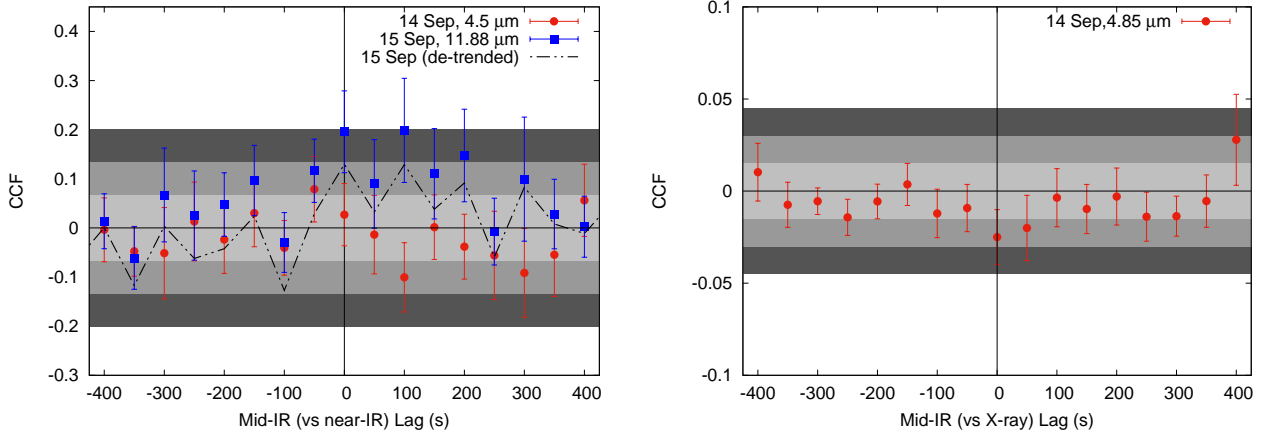 14 Sep, 4.5 μm
15 Sep, 11.88 μm
15 Sep (de-trended)
CCF
0.4
0.3
0.2
0.1
0
-0.1
-0.2
-0.3
-400 -300 -200 -100 0 100 200 300 400
Mid-IR (vs near-IR) Lag (s)
14 Sep,4.85 μm
CCF
0.1
0.05
0
-0.05
-0.1
-400 -300 -200 -100 0 100 200 300 400
Mid-IR (vs X-ray) Lag (s)